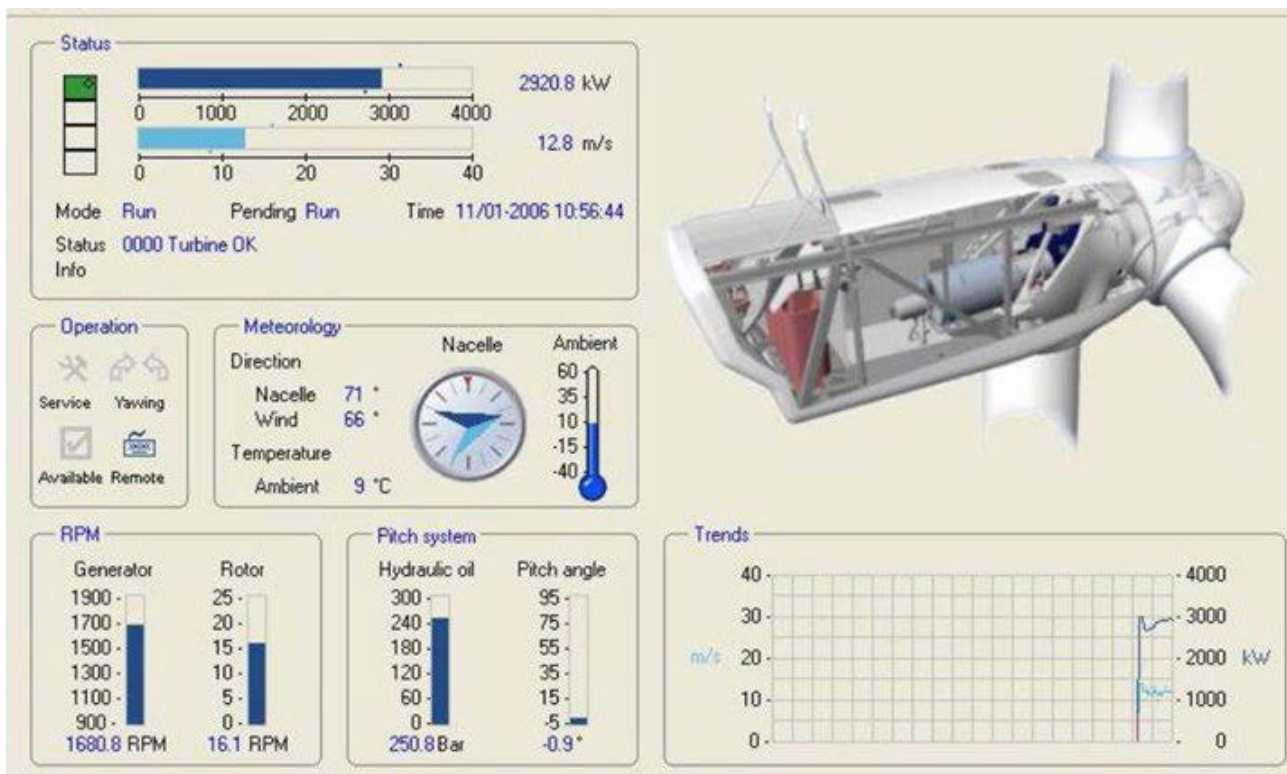 Status
2920.8 kW
0 1000 2000 3000 4000
12.8 m/s
0 10 20 30 40
Mode Run Pending Run Time 11/01-2006 10:56:44
Status 0000 Turbine OK
Info
Operation
Service Yawing
Available Remote
Meteorology
Direction
Nacelle 71 °
Wind 66 °
Temperature
Ambient 9 °C
Nacelle
Ambient
60
35
10
-15
-40
RPM
Generator
1900
1700
1500
1300
1100
900
1680.8 RPM
Rotor
25
20
15
10
5
0
16.1 RPM
Pitch system
Hydraulic oil
300
240
180
120
60
0
250.8 Bar
Pitch angle
95
75
55
35
15
-5
-0.9 °
Trends
40
30
20
10
0
m/s
4000
3000
2000
1000
0
kW